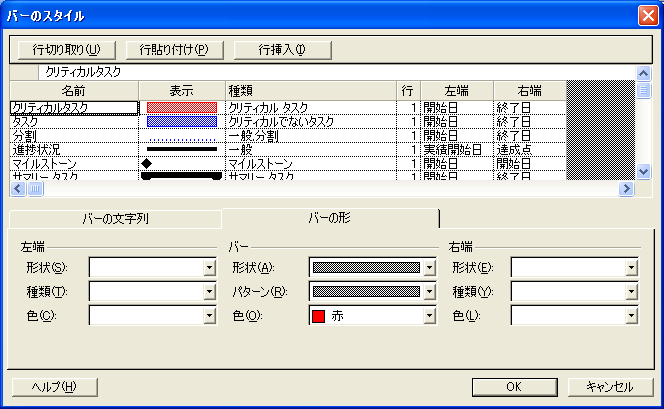 バーのスタイル
行切り取り(U) 行貼り付け(P) 行挿入(I)
クリティカルタスク
名前 表示 種類 行 左端 右端
クリティカルタスク クリティカル タスク 1 開始日 終了日
タスク クリティカルでないタスク 1 開始日 終了日
分割 一般,分割 1 開始日 終了日
進捗状況 一般 1 実績開始日 達成点
マイルストーン マイルストーン 1 開始日 開始日
サマリー タスク サマリー タスク 1 開始日 終了日
バーの文字列 バーの形
左端 バー 右端
形状(S): 形状(A): 形状(E):
種類(T): パターン(R): 種類(Y):
色(C): 色(O): 赤 色(L):
ヘルプ(H) OK キャンセル